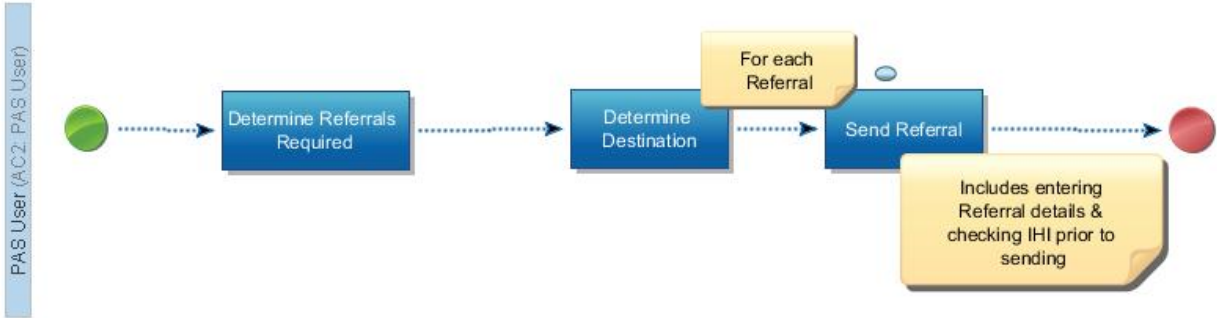 PAS User (AC2: PAS User)
Determine Referrals
Required
Determine
Destination
For each
Referral
Send Referral
Includes entering
Referral details &
checking IHI prior to
sending